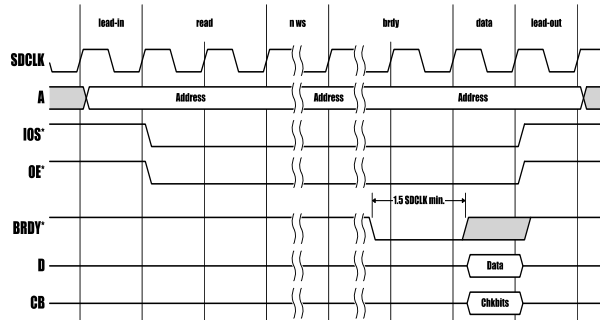 lead-in read n ws brdy data lead-out
SDCLK
A Address Address Address
IOS*
OE*
1.5 SDCLK min.
BRDY*
D Data
CB Chkbits